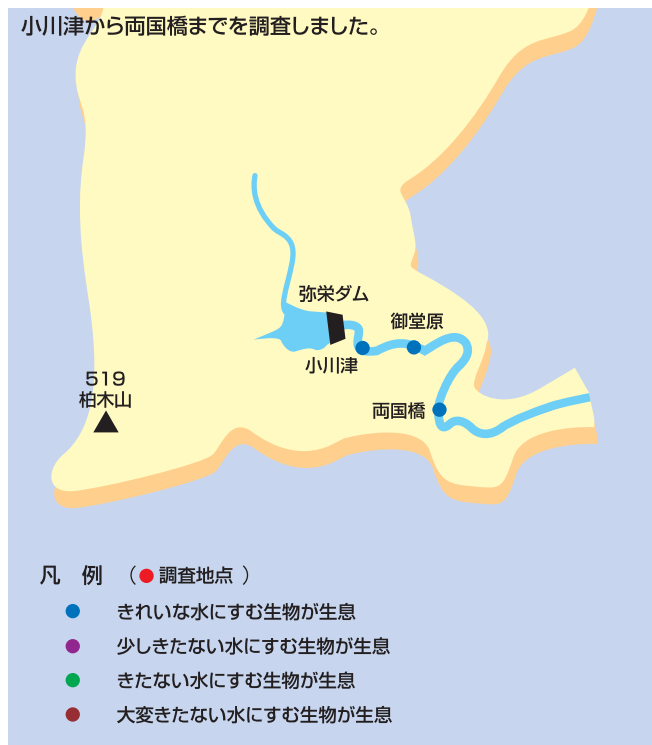 小川津から両国橋までを調査しました。
弥栄ダム
御堂原
小川津
519
柏木山
両国橋
凡 例 (●調査地点 )
きれいな水にすむ生物が生息
少しきたない水にすむ生物が生息
きたない水にすむ生物が生息
大変きたない水にすむ生物が生息